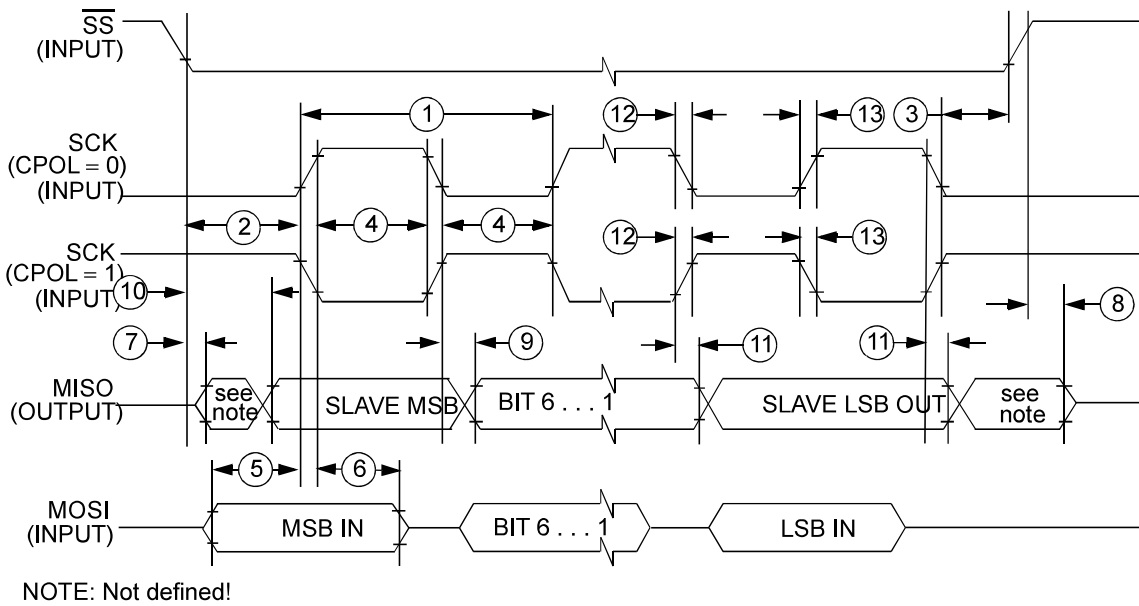 SS
(INPUT)
1
12
13
3
SCK
(CPOL = 0)
(INPUT)
2
4
4
12
13
SCK
(CPOL = 1)
(INPUT)
10
7
9
11
11
8
MISO
(OUTPUT)
see
note
SLAVE MSB
BIT 6 . . . 1
SLAVE LSB OUT
see
note
5
6
MOSI
(INPUT)
MSB IN
BIT 6 . . . 1
LSB IN
NOTE: Not defined!